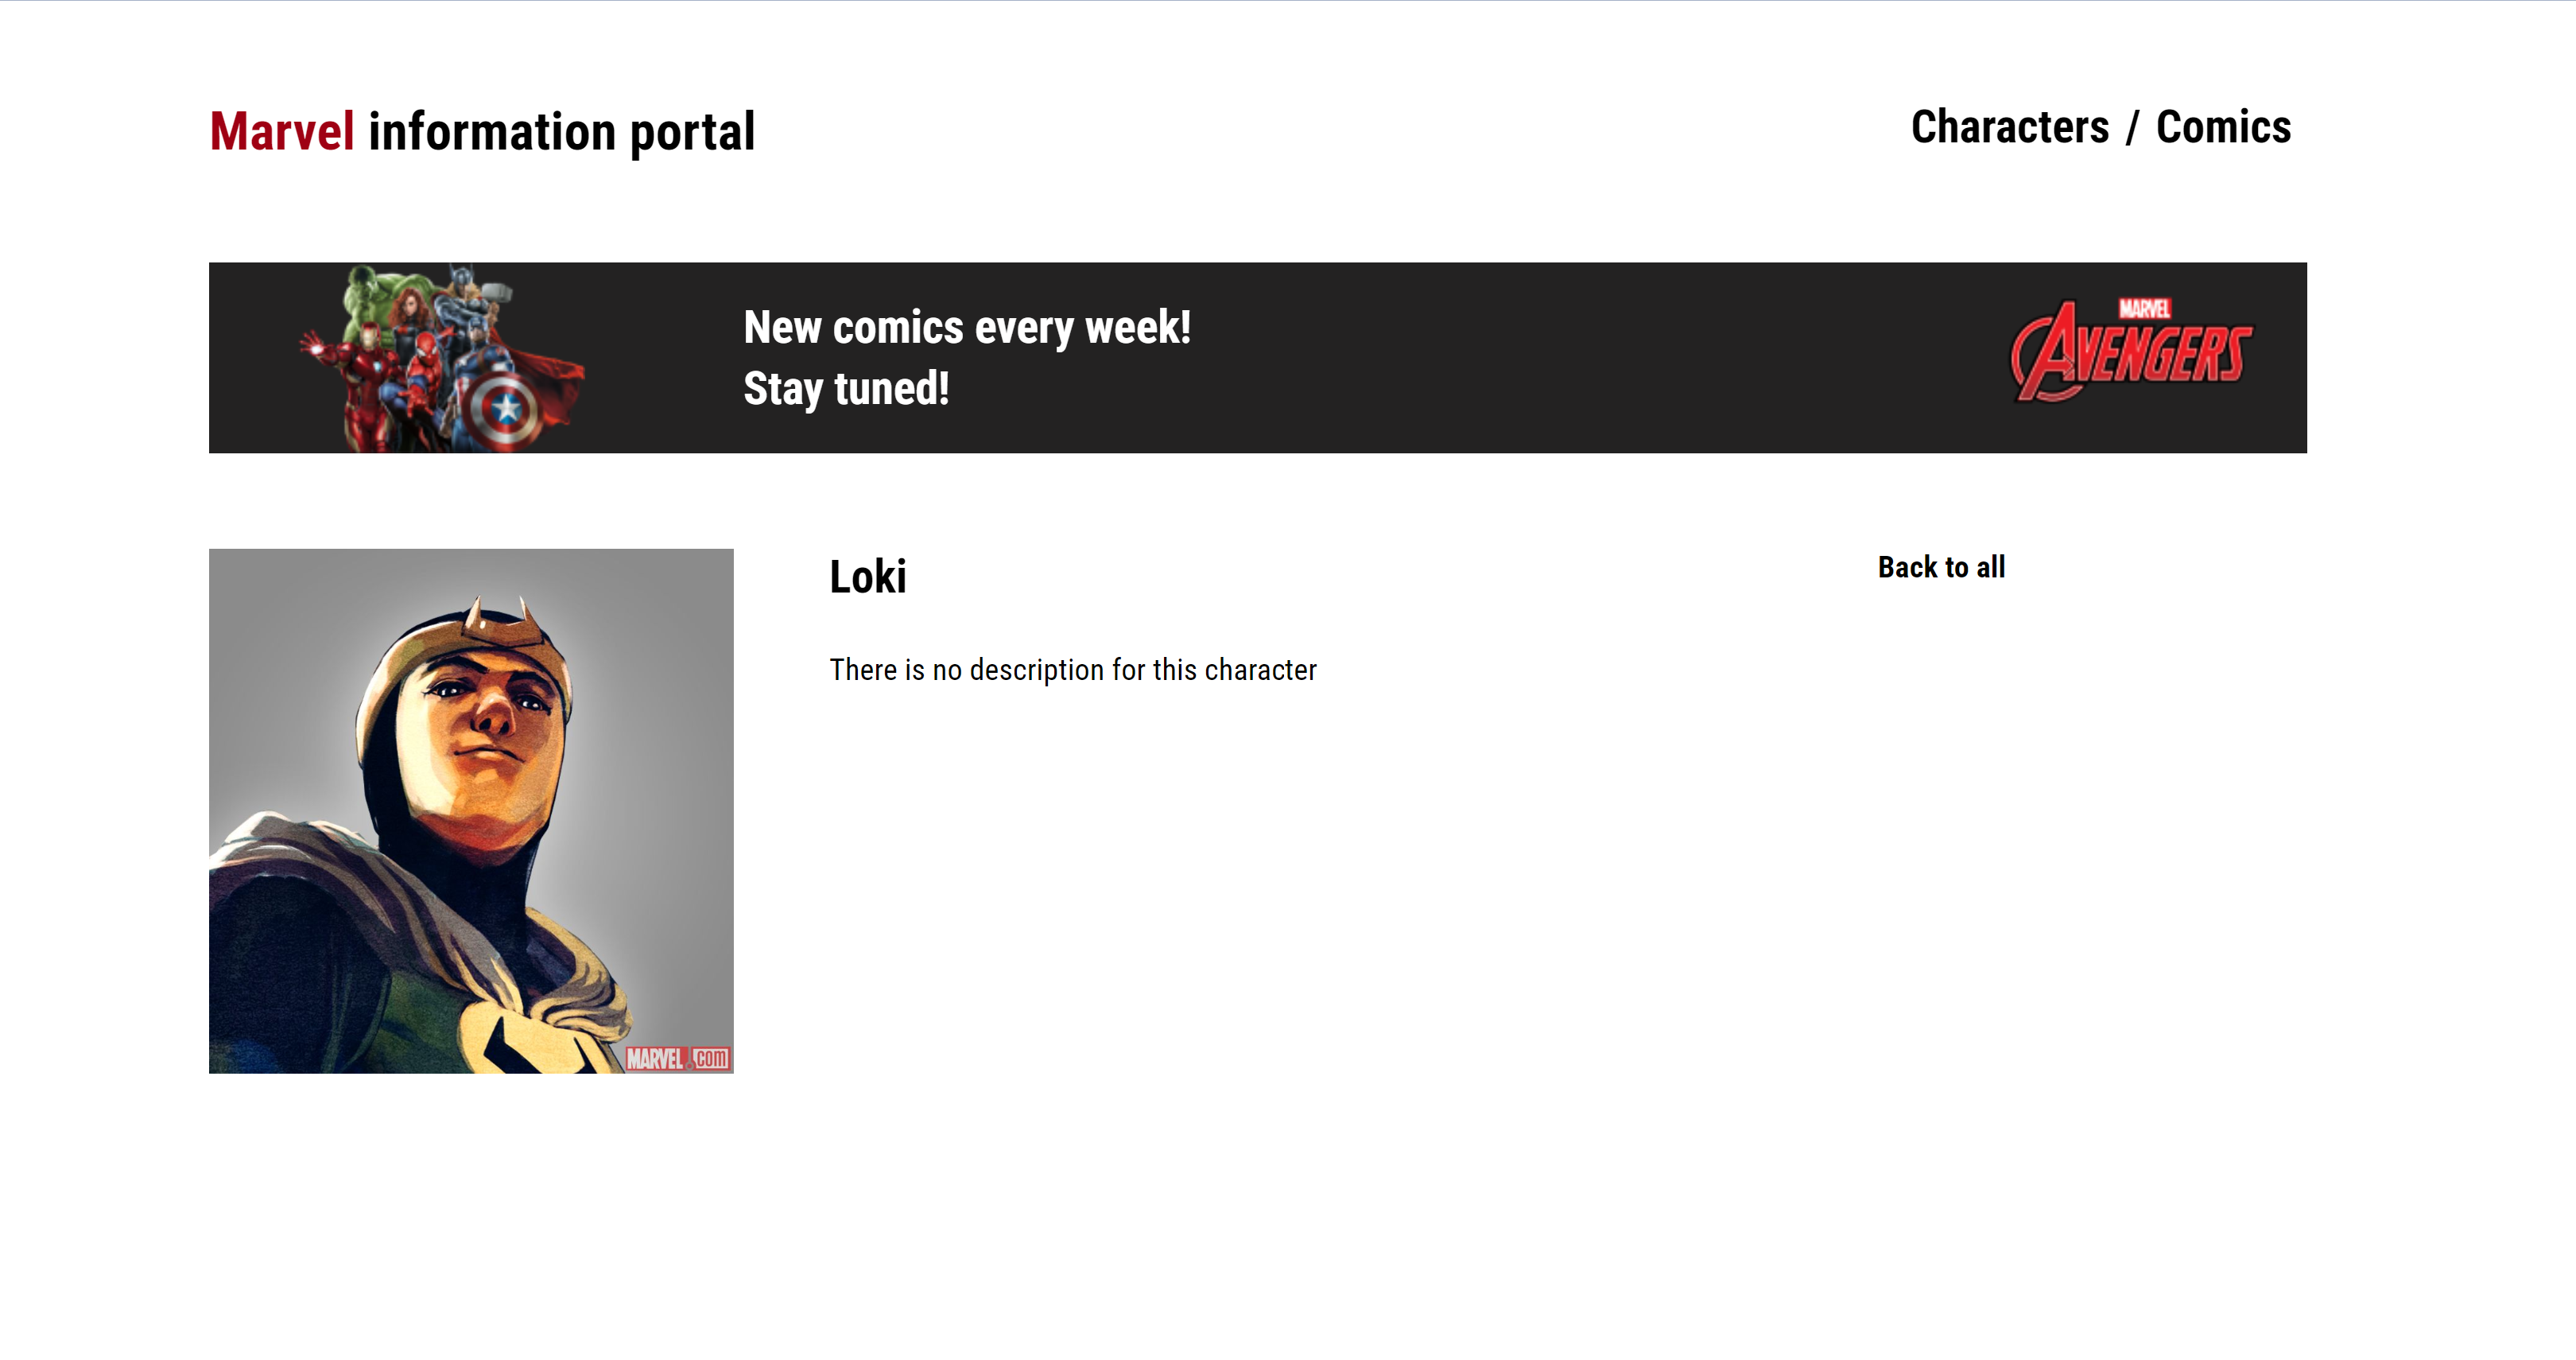 Marvel information portal
Characters / Comics
New comics every week!
Stay tuned!
MARVEL
AVENGERS
Loki
Back to all
There is no description for this character
MARVEL.com